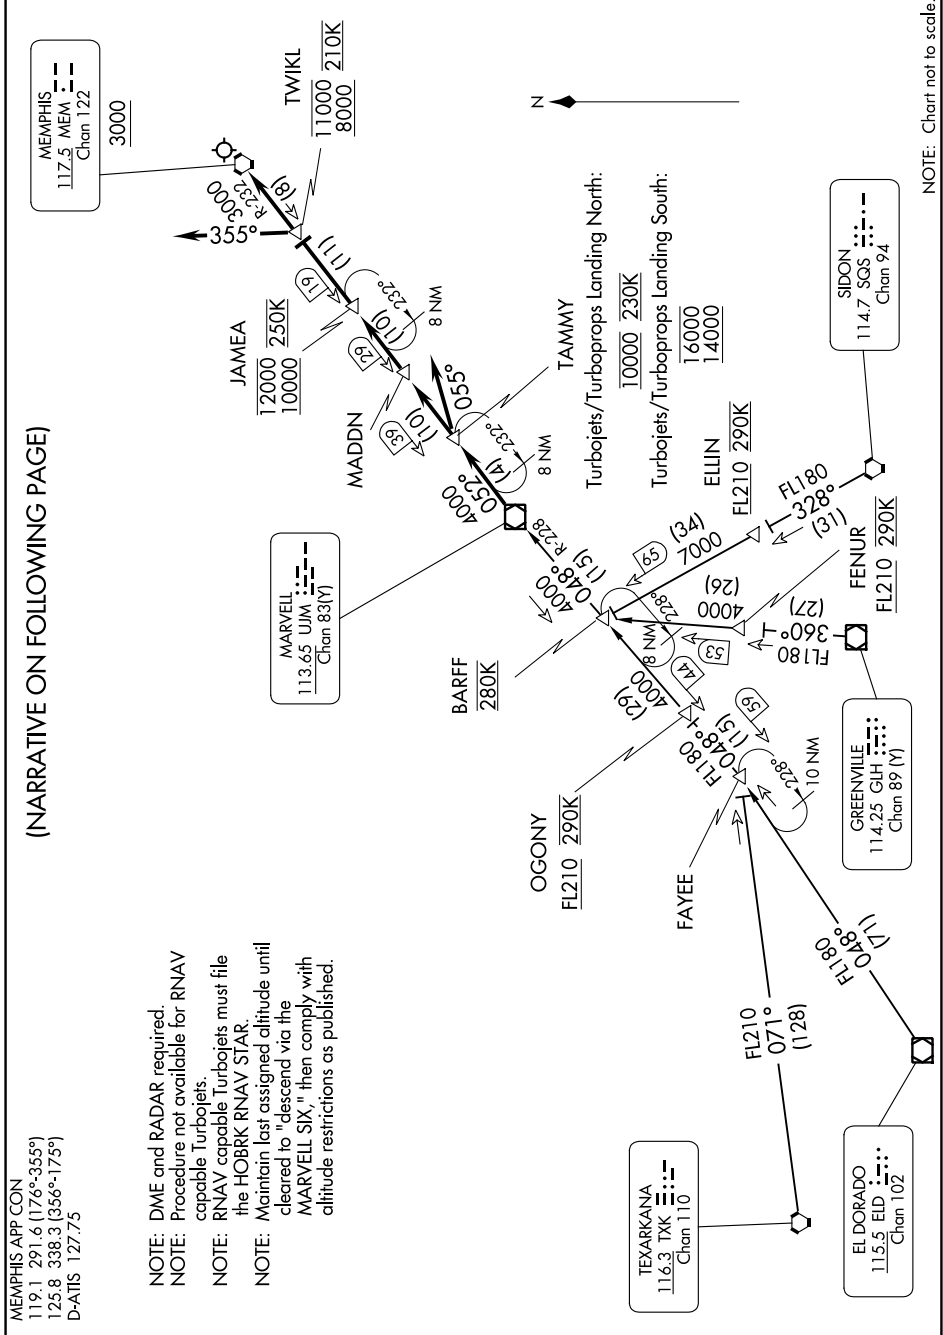 (NARRATIVE ON FOLLOWING PAGE)
MEMPHIS APP CON
119.1 291.6 (176°-355°)
125.8 338.3 (356°-175°)
D-ATIS 127.75
NOTE: DME and RADAR required.
NOTE: Procedure not available for RNAV
capable Turbojets.
NOTE: RNAV capable Turbojets must file
the HOBRK RNAV STAR.
NOTE: Maintain last assigned altitude until
cleared to "descend via the
MARVELL SIX," then comply with
altitude restrictions as published.
MEMPHIS
117.5 MEM
Chan 122
3000
TWIKL
11000 210K
8000
R-232
3000
(8)
355°
(11)
19
JAMEA
12000 250K
10000
232°
8 NM
(10)
29
MADDN
39
(10)
055°
TAMMY
Turbojets/Turboprops Landing North:
10000 230K
Turbojets/Turboprops Landing South:
16000
14000
232°
8 NM
(4)
052°
4000
MARVELL
113.65 UJM
Chan 83(Y)
R-228
(15)
048°
4000
BARFF
280K
228°
8 NM
65
(34)
7000
ELLIN
FL210 290K
FL180
328°
(31)
SIDON
114.7 SQS
Chan 94
(26)
4000
53
FENUR
FL210 290K
(27)
360°
FL180
GREENVILLE
114.25 GLH
Chan 89 (Y)
44
4000
(29)
OGONY
FL210 290K
FL180
048°
(15)
59
228°
10 NM
FAYEE
FL210
071°
(128)
FL180
048°
(71)
TEXARKANA
116.3 TXK
Chan 110
EL DORADO
115.5 ELD
Chan 102
N
NOTE: Chart not to scale.